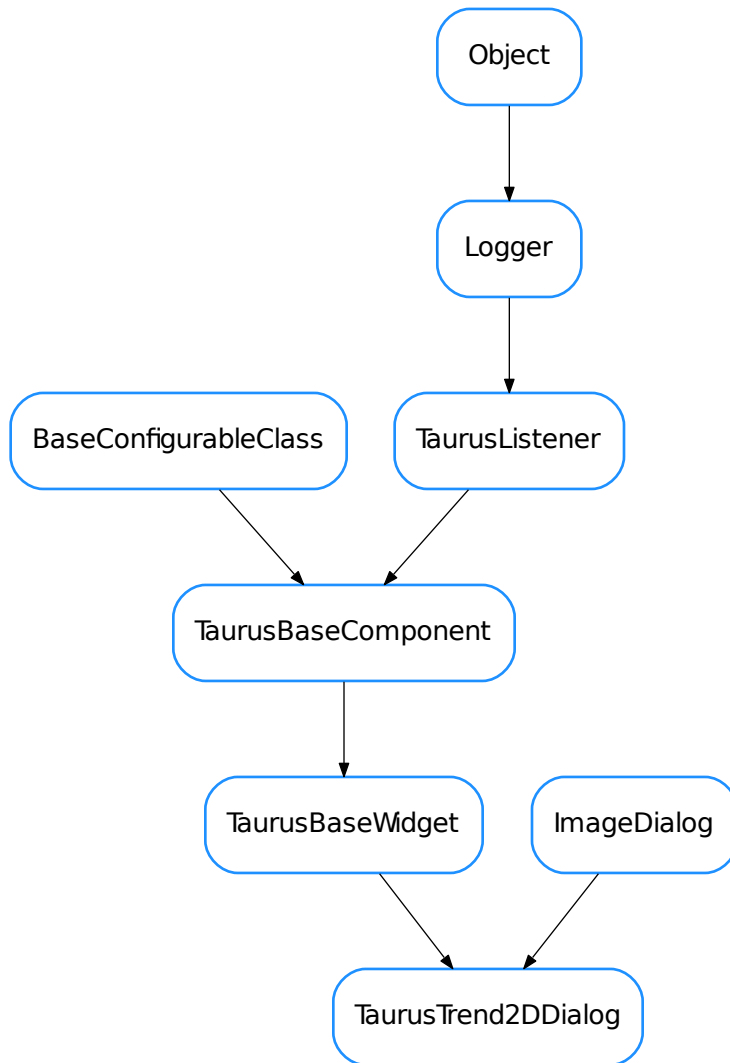 Object
Logger
BaseConfigurableClass
TaurusListener
TaurusBaseComponent
TaurusBaseWidget
ImageDialog
TaurusTrend2DDialog